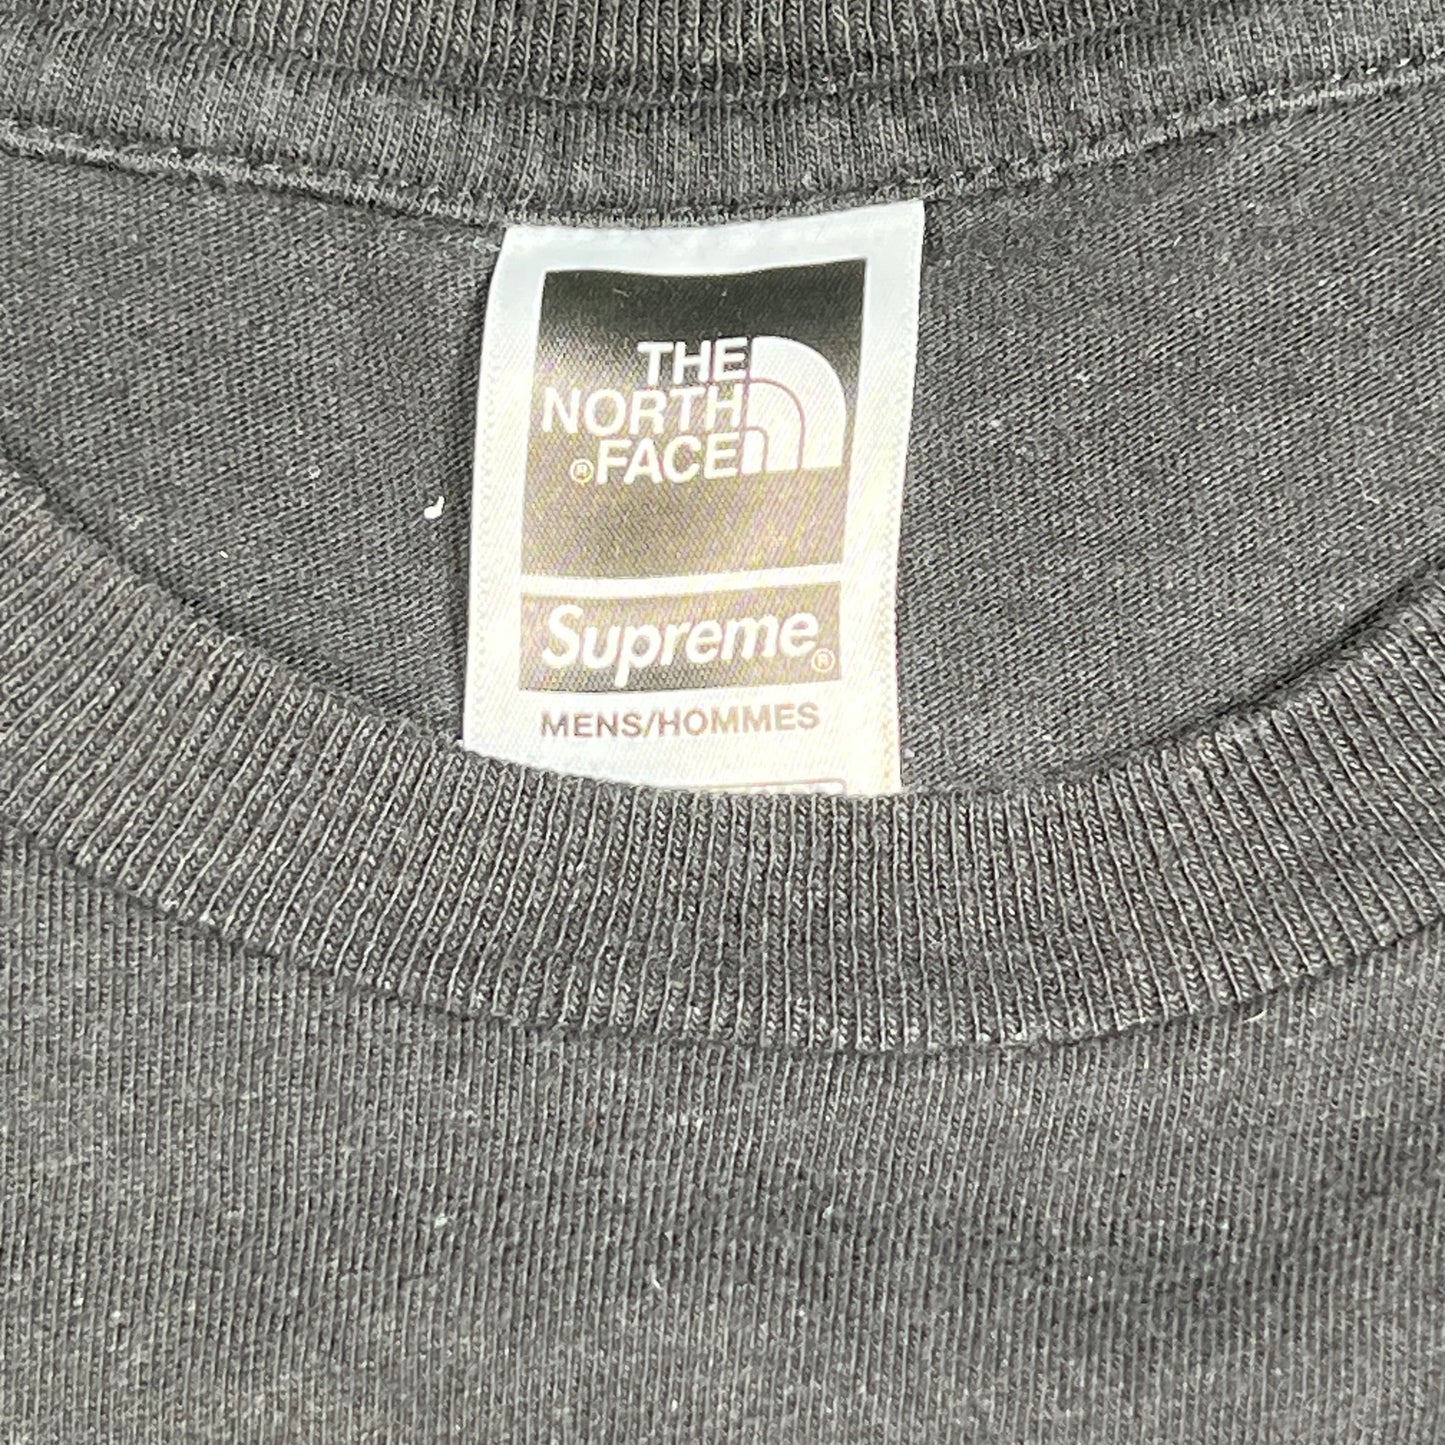 THE
NORTH
®FACE
Supreme®
MENS/HOMMES